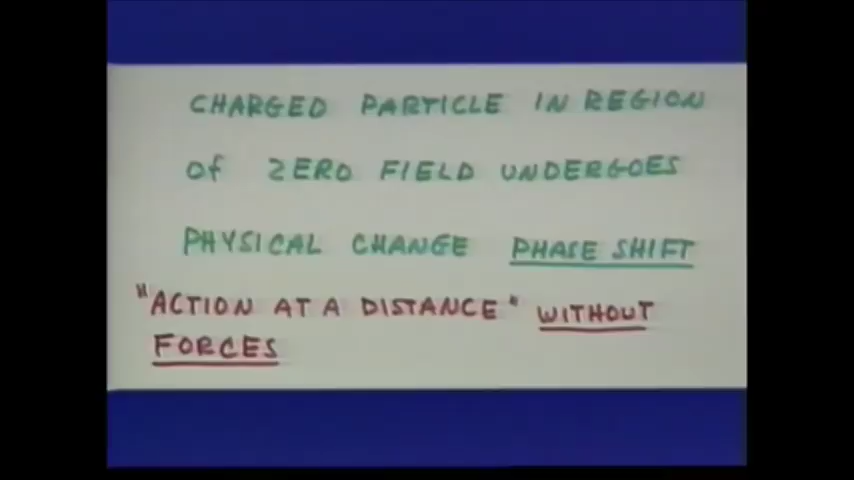 CHARGED PARTICLE IN REGION
Of ZERO FIELD UNDERGOES
PHYSICAL CHANGE PHASE SHIFT
"ACTION AT A DISTANCE" WITHOUT
FORCES